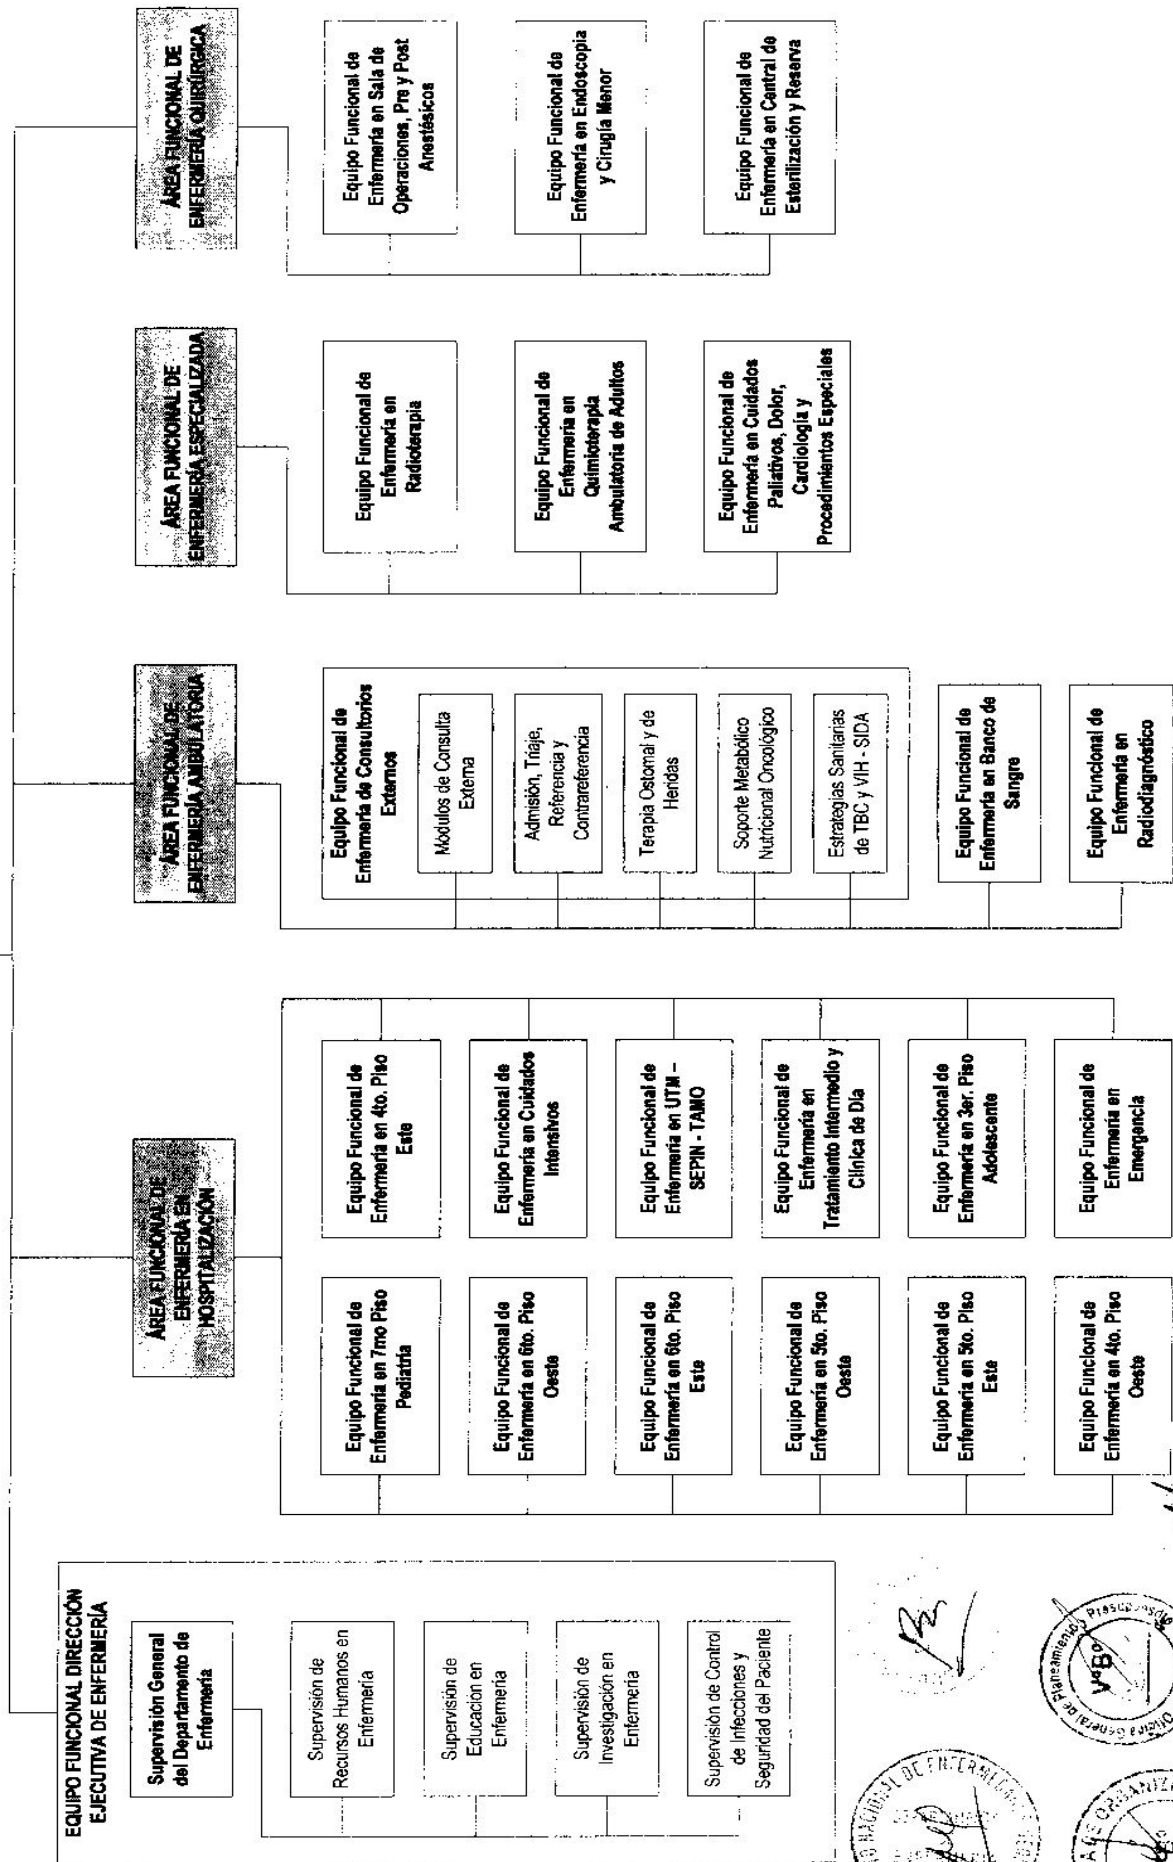 EQUIPO FUNCIONAL DIRECCIÓN
EJECUTIVA DE ENFERMERÍA
Supervisión General
del Departamento de
Enfermería
Supervisión de
Recursos Humanos en
Enfermería
Supervisión de
Educación en
Enfermería
Supervisión de
Investigación en
Enfermería
Supervisión de Control
de Infecciones y
Seguridad del Paciente
ÁREA FUNCIONAL DE
ENFERMERÍA EN
HOSPITALIZACIÓN
Equipo Funcional de
Enfermería en 7mo Piso
Pediatría
Equipo Funcional de
Enfermería en 6to. Piso
Oeste
Equipo Funcional de
Enfermería en 6to. Piso
Este
Equipo Funcional de
Enfermería en 5to. Piso
Oeste
Equipo Funcional de
Enfermería en 5to. Piso
Este
Equipo Funcional de
Enfermería en 4to. Piso
Oeste
Equipo Funcional de
Enfermería en 4to. Piso
Este
Equipo Funcional de
Enfermería en Cuidados
Intensivos
Equipo Funcional de
Enfermería en UTM –
SEPIN - TAMO
Equipo Funcional de
Enfermería en
Tratamiento Intermedio y
Clínica de Día
Equipo Funcional de
Enfermería en 3er. Piso
Adolescente
Equipo Funcional de
Enfermería en
Emergencia
ÁREA FUNCIONAL DE
ENFERMERÍA AMBULATORIA
Equipo Funcional de
Enfermería de Consultorios
Externos
Módulos de Consulta
Externa
Admisión, Triaje,
Referencia y
Contrareferencia
Terapia Ostomal y de
Heridas
Soporte Metabólico
Nutricional Oncológico
Estrategias Sanitarias
de TBC y VIH - SIDA
Equipo Funcional de
Enfermería en Banco de
Sangre
Equipo Funcional de
Enfermería en
Radiodiagnóstico
ÁREA FUNCIONAL DE
ENFERMERÍA ESPECIALIZADA
Equipo Funcional de
Enfermería en
Radioterapia
Equipo Funcional de
Enfermería en
Quimioterapia
Ambulatoria de Adultos
Equipo Funcional de
Enfermería en Cuidados
Paliativos, Dolor,
Cardiología y
Procedimientos Especiales
ÁREA FUNCIONAL DE
ENFERMERÍA QUIRÚRGICA
Equipo Funcional de
Enfermería en Sala de
Operaciones, Pre y Post
Anestésicos
Equipo Funcional de
Enfermería en Endoscopia
y Cirugía Menor
Equipo Funcional de
Enfermería en Central de
Esterilización y Reserva
Oficina General de Planeamiento
VºBº
NACIONAL DE
DE ORGANIZA